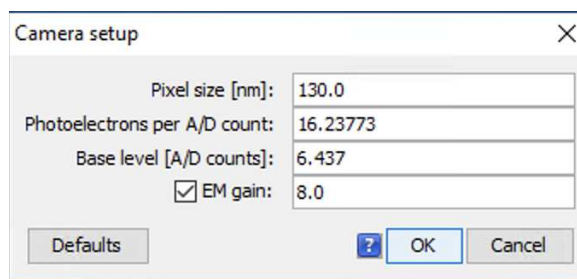 Camera setup
Pixel size [nm]: 130.0
Photoelectrons per A/D count: 16.23773
Base level [A/D counts]: 6.437
EM gain: 8.0
Defaults ? OK Cancel